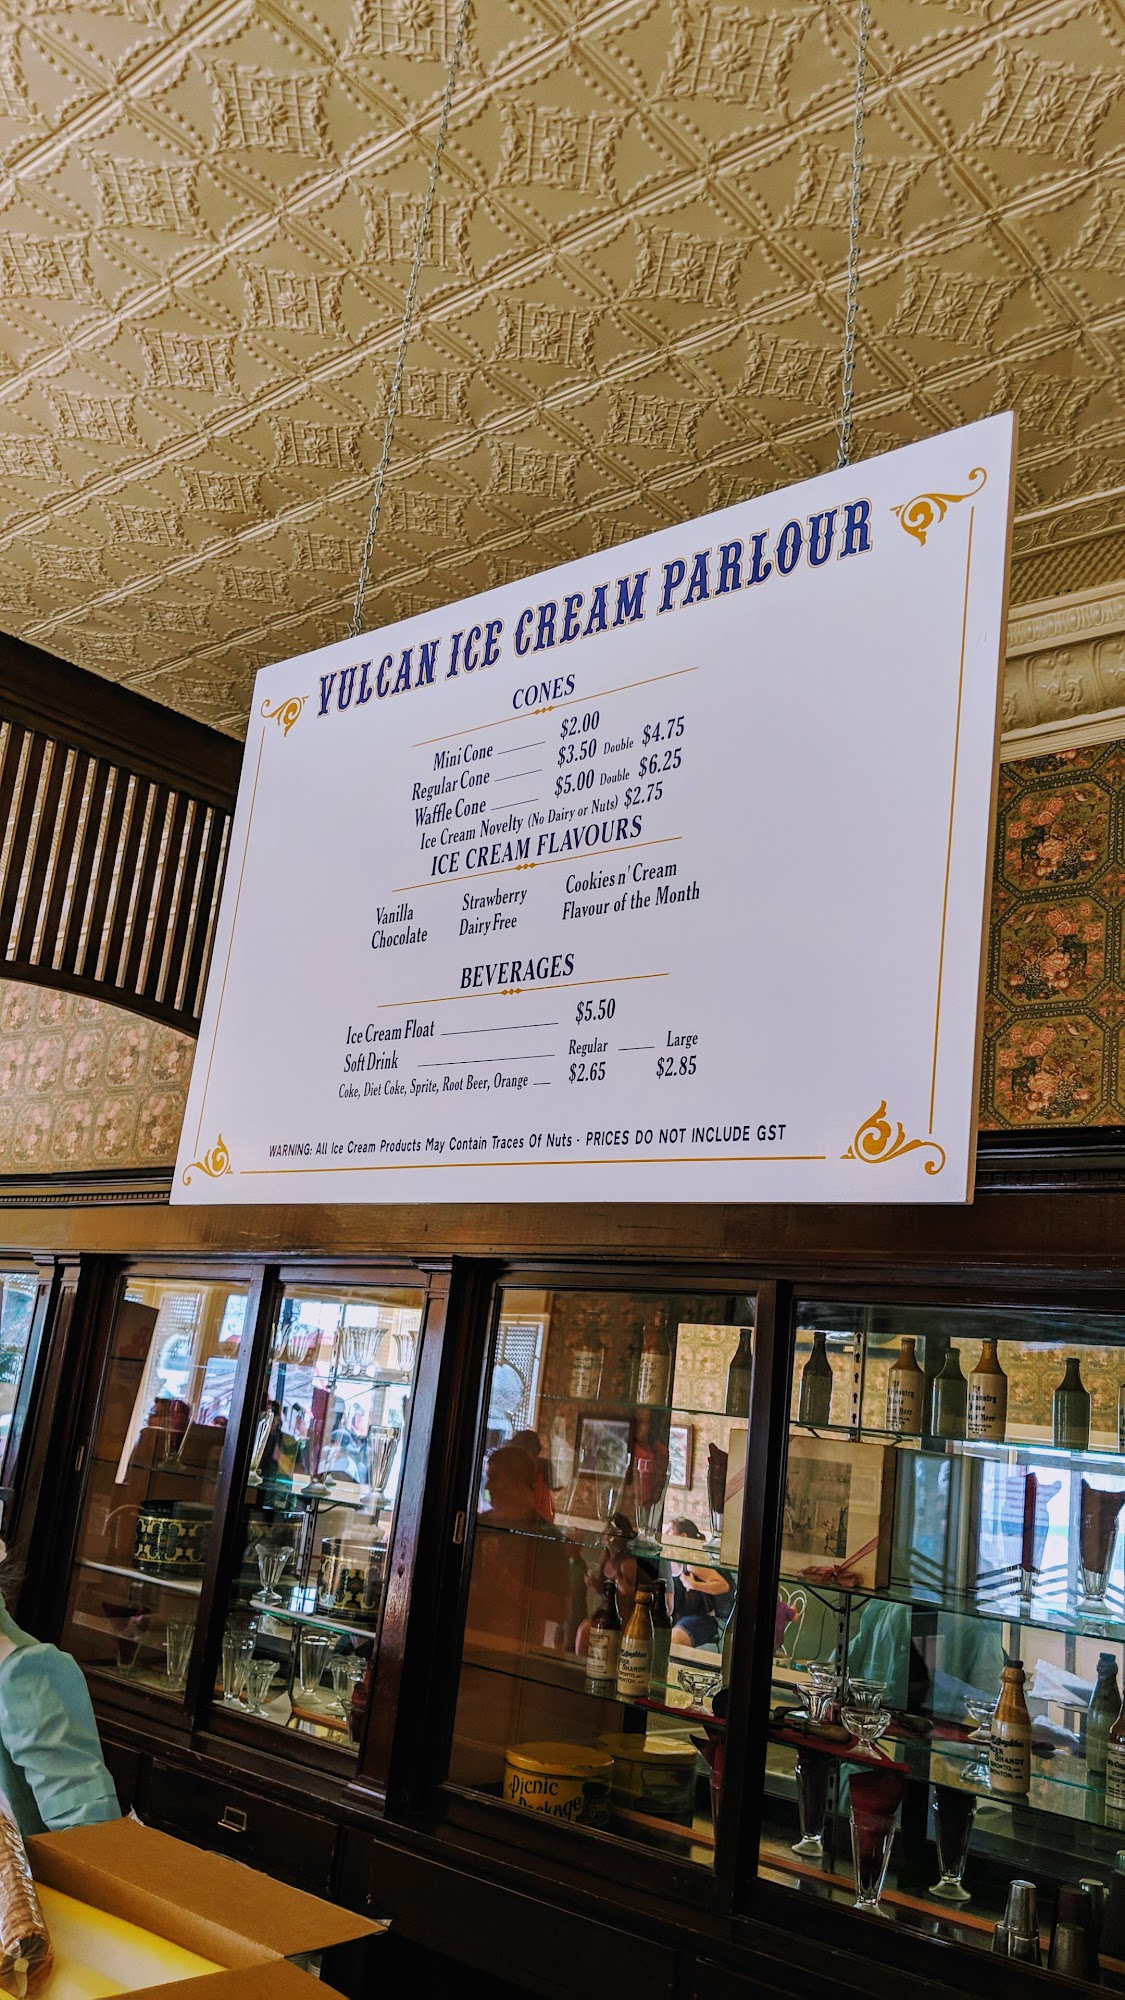 VULCAN ICE CREAM PARLOUR
CONES
Mini Cone $2.00
Regular Cone $3.50 Double $4.75
Waffle Cone $5.00 Double $6.25
Ice Cream Novelty (No Dairy or Nuts) $2.75
ICE CREAM FLAVOURS
Vanilla Strawberry Cookies n' Cream
Chocolate Dairy Free Flavour of the Month
BEVERAGES
Ice Cream Float $5.50
Soft Drink Regular Large
Coke, Diet Coke, Sprite, Root Beer, Orange $2.65 $2.85
WARNING: All Ice Cream Products May Contain Traces Of Nuts - PRICES DO NOT INCLUDE GST
Picnic
Package
SHANDY